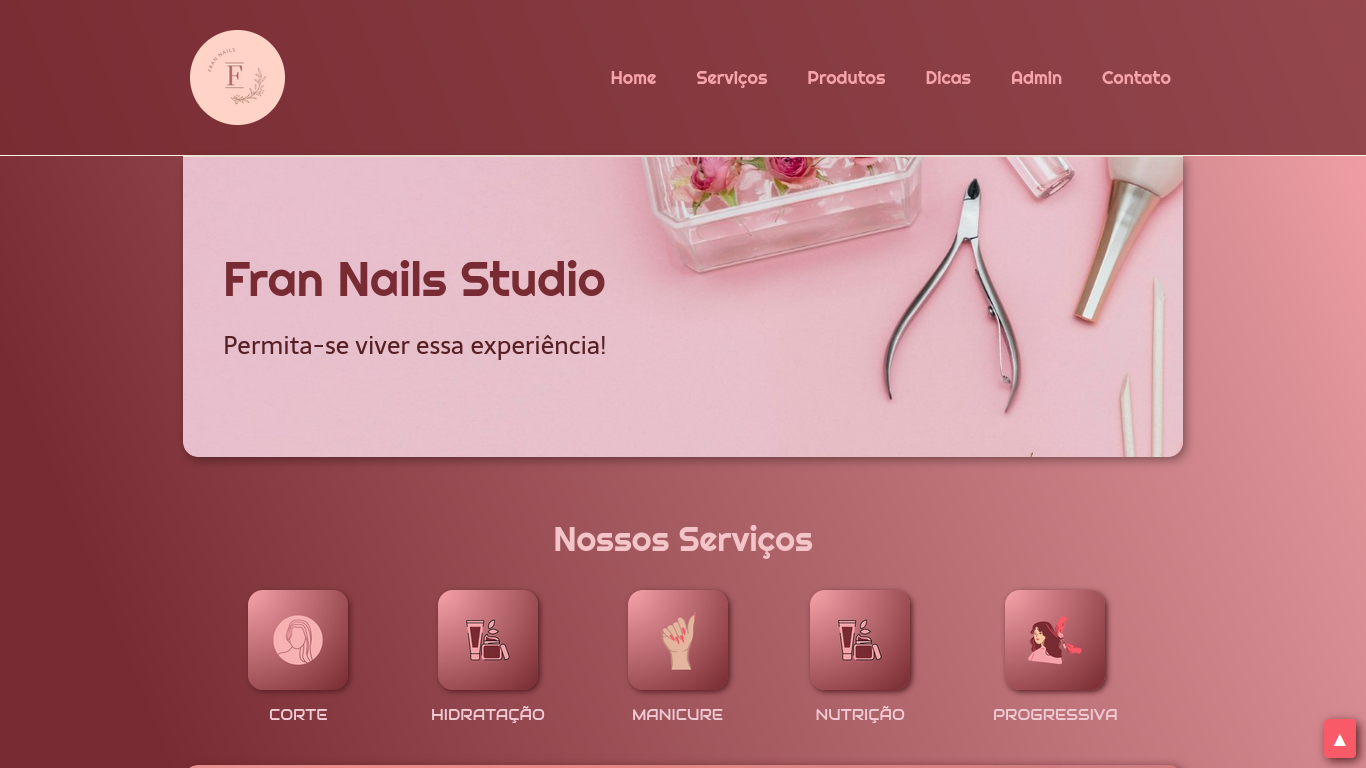 FRAN NAILS
F
Home Serviços Produtos Dicas Admin Contato
Fran Nails Studio
Permita-se viver essa experiência!
Nossos Serviços
CORTE HIDRATAÇÃO MANICURE NUTRIÇÃO PROGRESSIVA